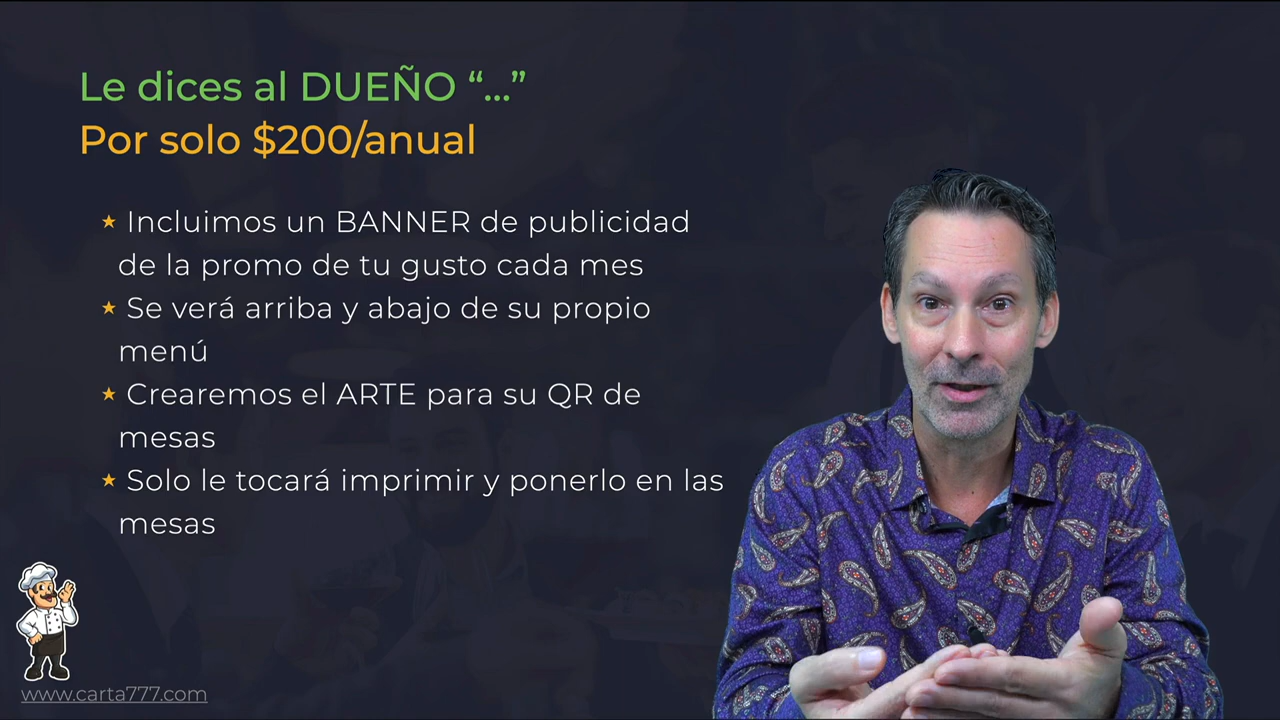 Le dices al DUEÑO “...”
Por solo $200/anual
★ Incluimos un BANNER de publicidad
de la promo de tu gusto cada mes
★ Se verá arriba y abajo de su propio
menú
★ Crearemos el ARTE para su QR de
mesas
★ Solo le tocará imprimir y ponerlo en las
mesas
www.carta777.com